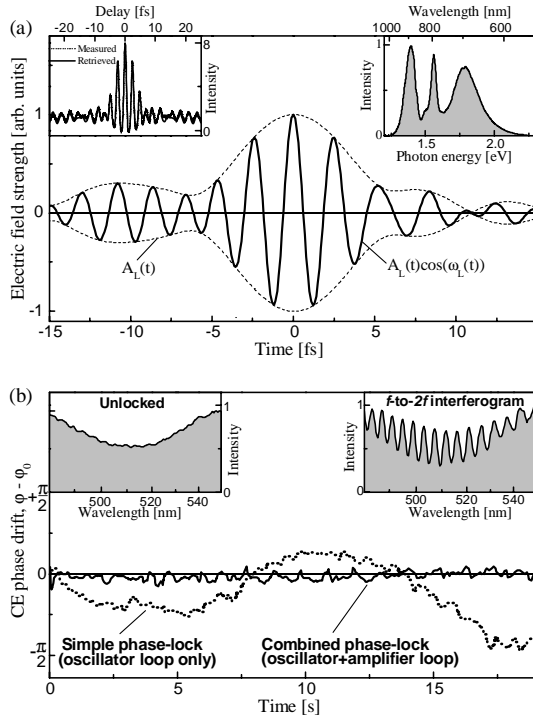 (a)
Delay [fs]
-20 -10 0 10 20
Measured
Retrieved
8
0
Intensity
Wavelength [nm]
1000 800 600
1
Intensity
1.5 2.0
Photon energy [eV]
Electric field strength [arb. units]
1
0
-1
A_L(t)
A_L(t)cos(ω_L(t))
-15 -10 -5 0 5 10
Time [fs]
(b)
Unlocked
1
0
Intensity
500 520 540
Wavelength [nm]
f-to-2f interferogram
1
0
Intensity
500 520 540
Wavelength [nm]
CE phase drift, φ - φ₀
+π/2
0
-π/2
Simple phase-lock
(oscillator loop only)
Combined phase-lock
(oscillator+amplifier loop)
0 5 10 15
Time [s]